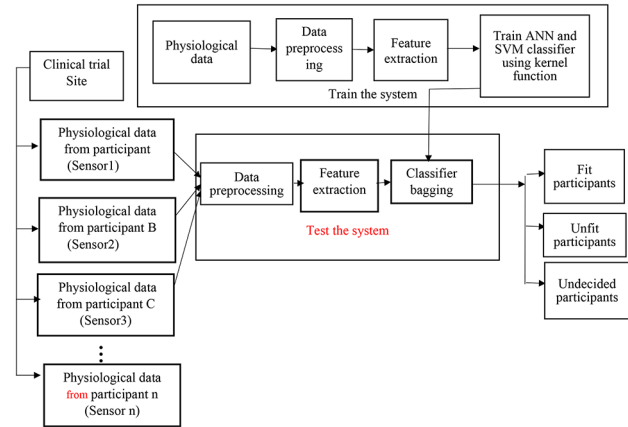 Physiological
data
Data
preprocess
ing
Feature
extraction
Train ANN and
SVM classifier
using kernel
function
Train the system
Clinical trial
Site
Physiological data
from participant
(Sensor1)
Physiological data
from participant B
(Sensor2)
Physiological data
from participant C
(Sensor3)
Physiological data
from participant n
(Sensor n)
Data
preprocessing
Feature
extraction
Classifier
bagging
Test the system
Fit
participants
Unfit
participants
Undecided
participants